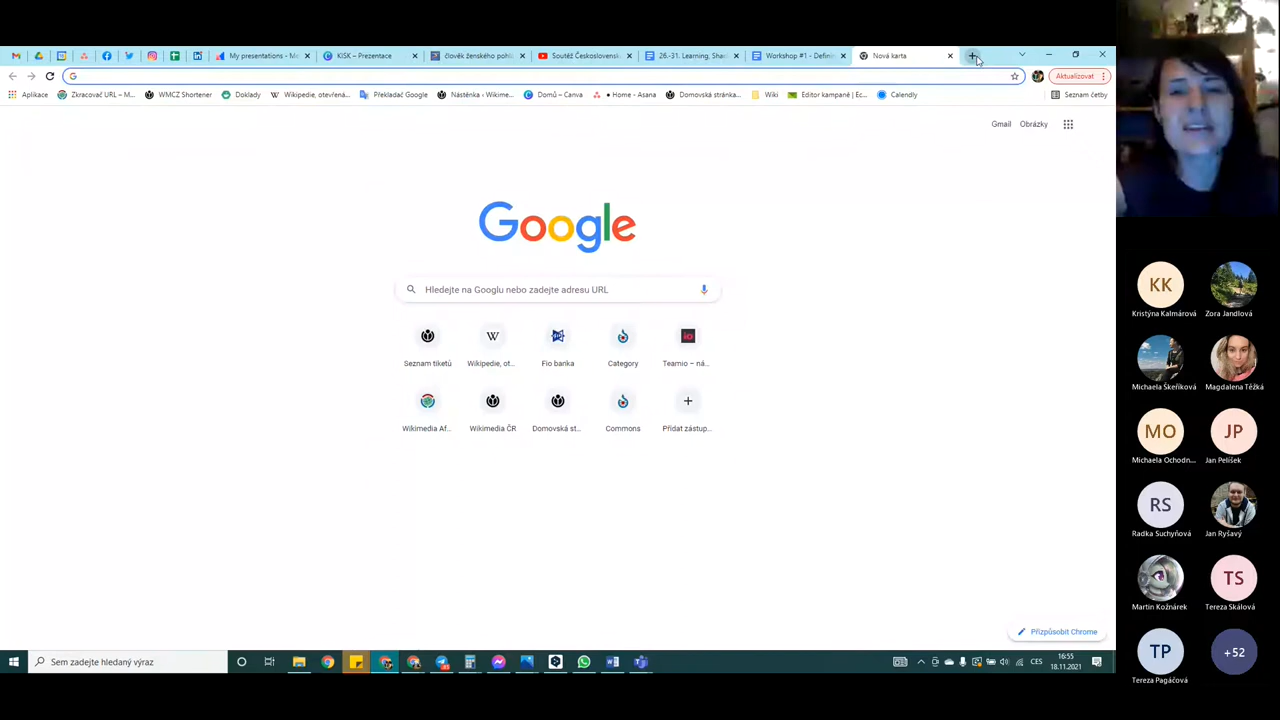 My presentations - M...
KISK – Prezentace
člověk ženského pohl...
Soutěž Československ...
26.-31. Learning, Shar...
Workshop #1 - Defini...
Nová karta
Aktualizovat
Aplikace
Zkracovač URL – M...
WMCZ Shortener
Doklady
Wikipedie, otevřená...
Překladač Google
Nástěnka ‹ Wikime...
Domů – Canva
• Home - Asana
Domovská stránka...
Wiki
Editor kampaně | Ec...
Calendly
Seznam četby
Gmail
Obrázky
Google
Hledejte na Googlu nebo zadejte adresu URL
Seznam tiketů
Wikipedie, ot...
Fio banka
Category
Teamio – ná...
Wikimedia Af...
Wikimedia ČR
Domovská st...
Commons
Přidat zástup...
Přizpůsobit Chrome
Sem zadejte hledaný výraz
CES
16:55
18.11.2021
KK
Kristýna Kalmárová
Zora Jandlová
Michaela Škeříková
Magdalena Těžká
MO
Michaela Ochodn...
JP
Jan Pelíšek
RS
Radka Suchyňová
Jan Ryšavý
Martin Kožnárek
TS
Tereza Skálová
TP
Tereza Pagáčová
+52